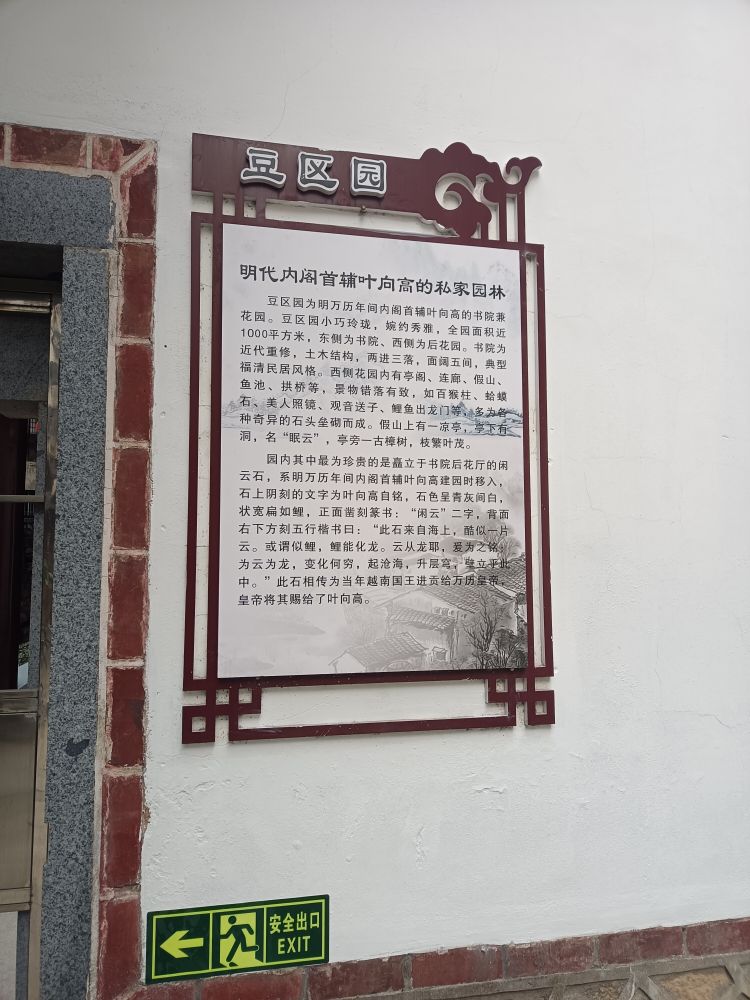 豆区园
明代内阁首辅叶向高的私家园林
豆区园为明万历年间内阁首辅叶向高的书院兼
花园。豆区园小巧玲珑，婉约秀雅，全园面积近
1000平方米，东侧为书院、西侧为后花园。书院为
近代重修，土木结构，两进三落，面阔五间，典型
福清民居风格。西侧花园内有亭阁、连廊、假山、
鱼池、拱桥等，景物错落有致，如百猴柱、蛤蟆
石、美人照镜、观音送子、鲤鱼出龙门等，多为各
种奇异的石头垒砌而成。假山上有一凉亭，亭下有
洞，名“眠云”，亭旁一古樟树，枝繁叶茂。
园内其中最为珍贵的是矗立于书院后花厅的闲
云石，系明万历年间内阁首辅叶向高建园时移入，
石上阴刻的文字为叶向高自铭，石色呈青灰间白，
状宽扁如鲤，正面凿刻篆书：“闲云”二字，背面
右下方刻五行楷书曰：“此石来自海上，酷似一片
云。或谓似鲤，鲤能化龙。云从龙耶，爰为之铭：
为云为龙，变化何穷，起沧海，升层穹，壁立乎此
中。”此石相传为当年越南国王进贡给万历皇帝，
皇帝将其赐给了叶向高。
安全出口
EXIT